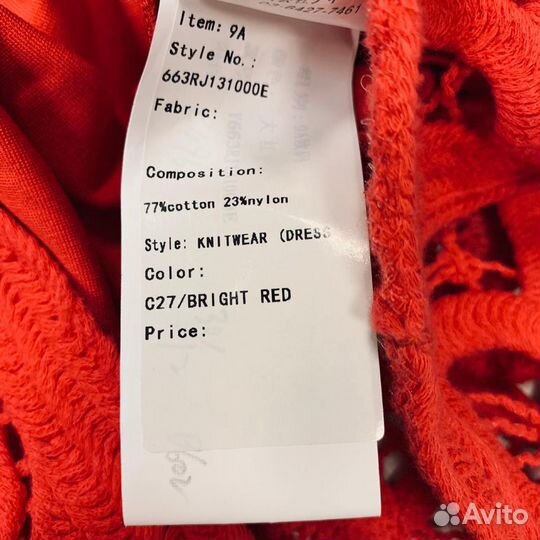 Item: 9A
Style No.:
663RJ131000E
Fabric:
Composition:
77%cotton 23%nylon
Style: KNITWEAR (DRESS
Color:
C27/BRIGHT RED
Price:
Avito